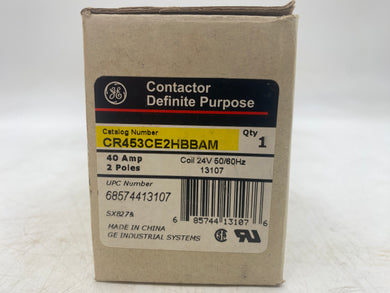 GE
Contactor
Definite Purpose
Catalog Number Qty
CR453CE2HBBAM 1
40 Amp Coil 24V 50/60Hz
2 Poles 13107
UPC Number
68574413107
6 85744 13107 6
SX827&
MADE IN CHINA
GE INDUSTRIAL SYSTEMS